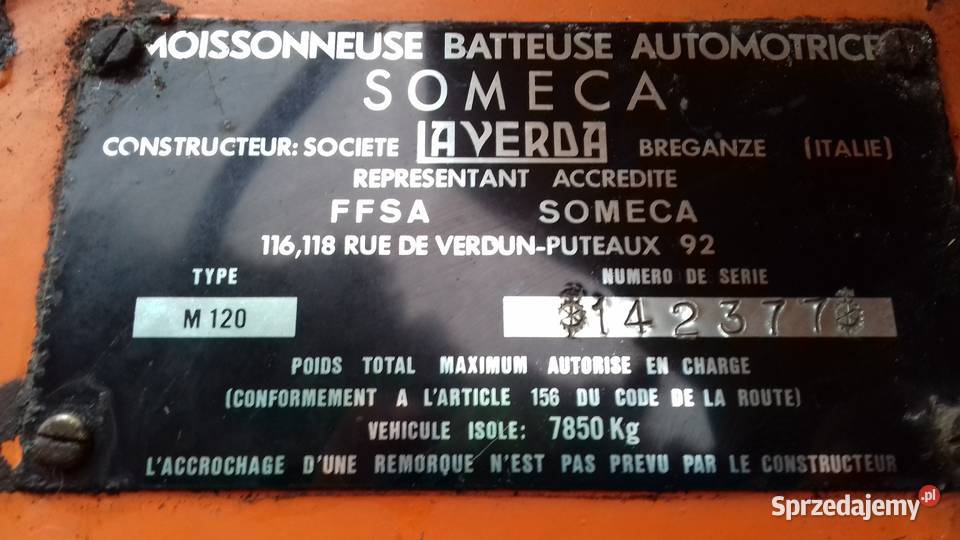 MOISSONNEUSE BATTEUSE AUTOMOTRICE
SOMECA
CONSTRUCTEUR: SOCIETE LAVERDA BREGANZE (ITALIE)
REPRESENTANT ACCREDITE
FFSA SOMECA
116,118 RUE DE VERDUN-PUTEAUX 92
TYPE NUMERO DE SERIE
M 120 142377
POIDS TOTAL MAXIMUM AUTORISE EN CHARGE
(CONFORMEMENT A L'ARTICLE 156 DU CODE DE LA ROUTE)
VEHICULE ISOLE: 7850 Kg
L'ACCROCHAGE D'UNE REMORQUE N'EST PAS PREVU PAR LE CONSTRUCTEUR
Sprzedajemy.pl